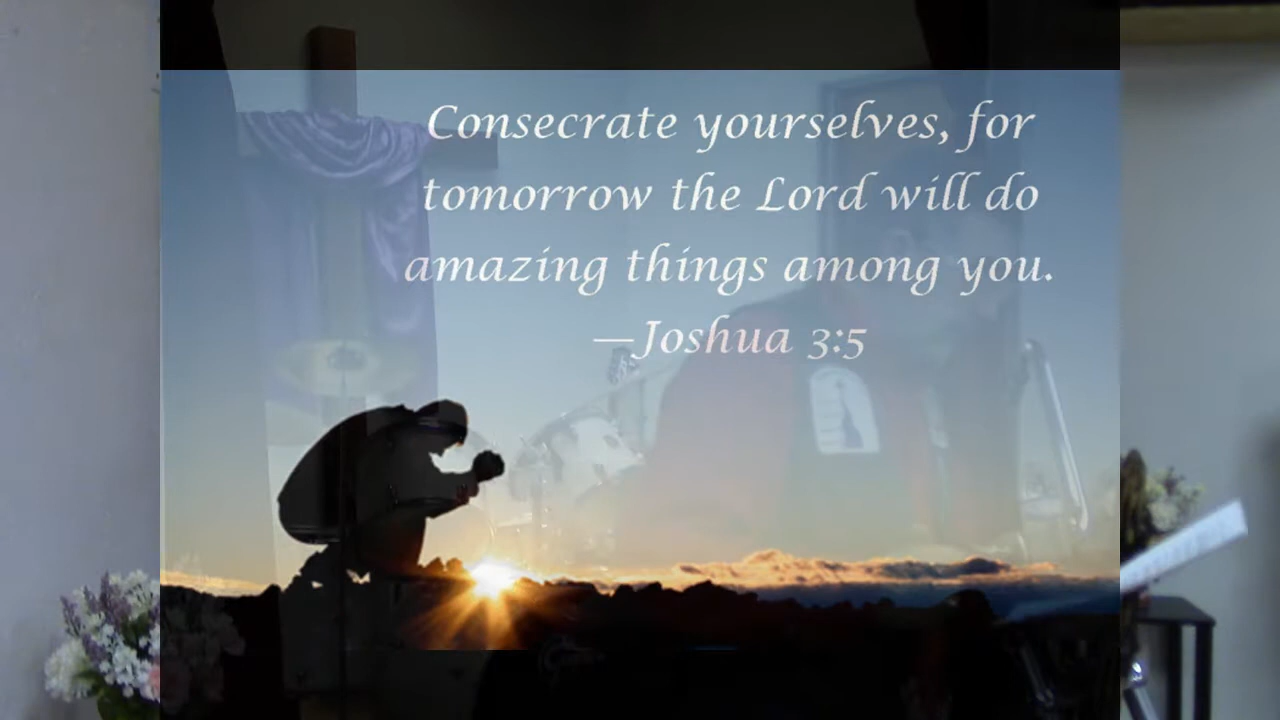 Consecrate yourselves, for
tomorrow the Lord will do
amazing things among you.
—Joshua 3:5